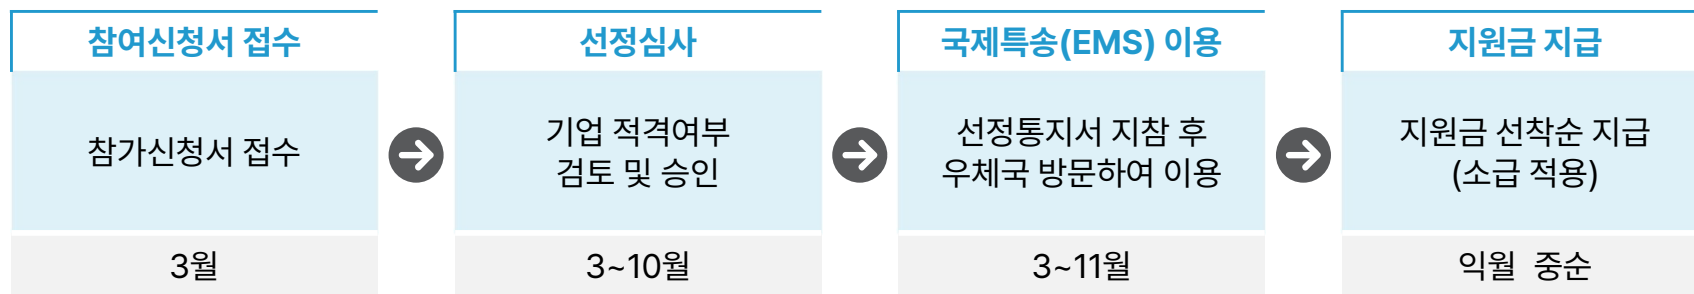 참여신청서 접수
참가신청서 접수
3월
선정심사
기업 적격여부
검토 및 승인
3~10월
국제특송(EMS) 이용
선정통지서 지참 후
우체국 방문하여 이용
3~11월
지원금 지급
지원금 선착순 지급
(소급 적용)
익월 중순